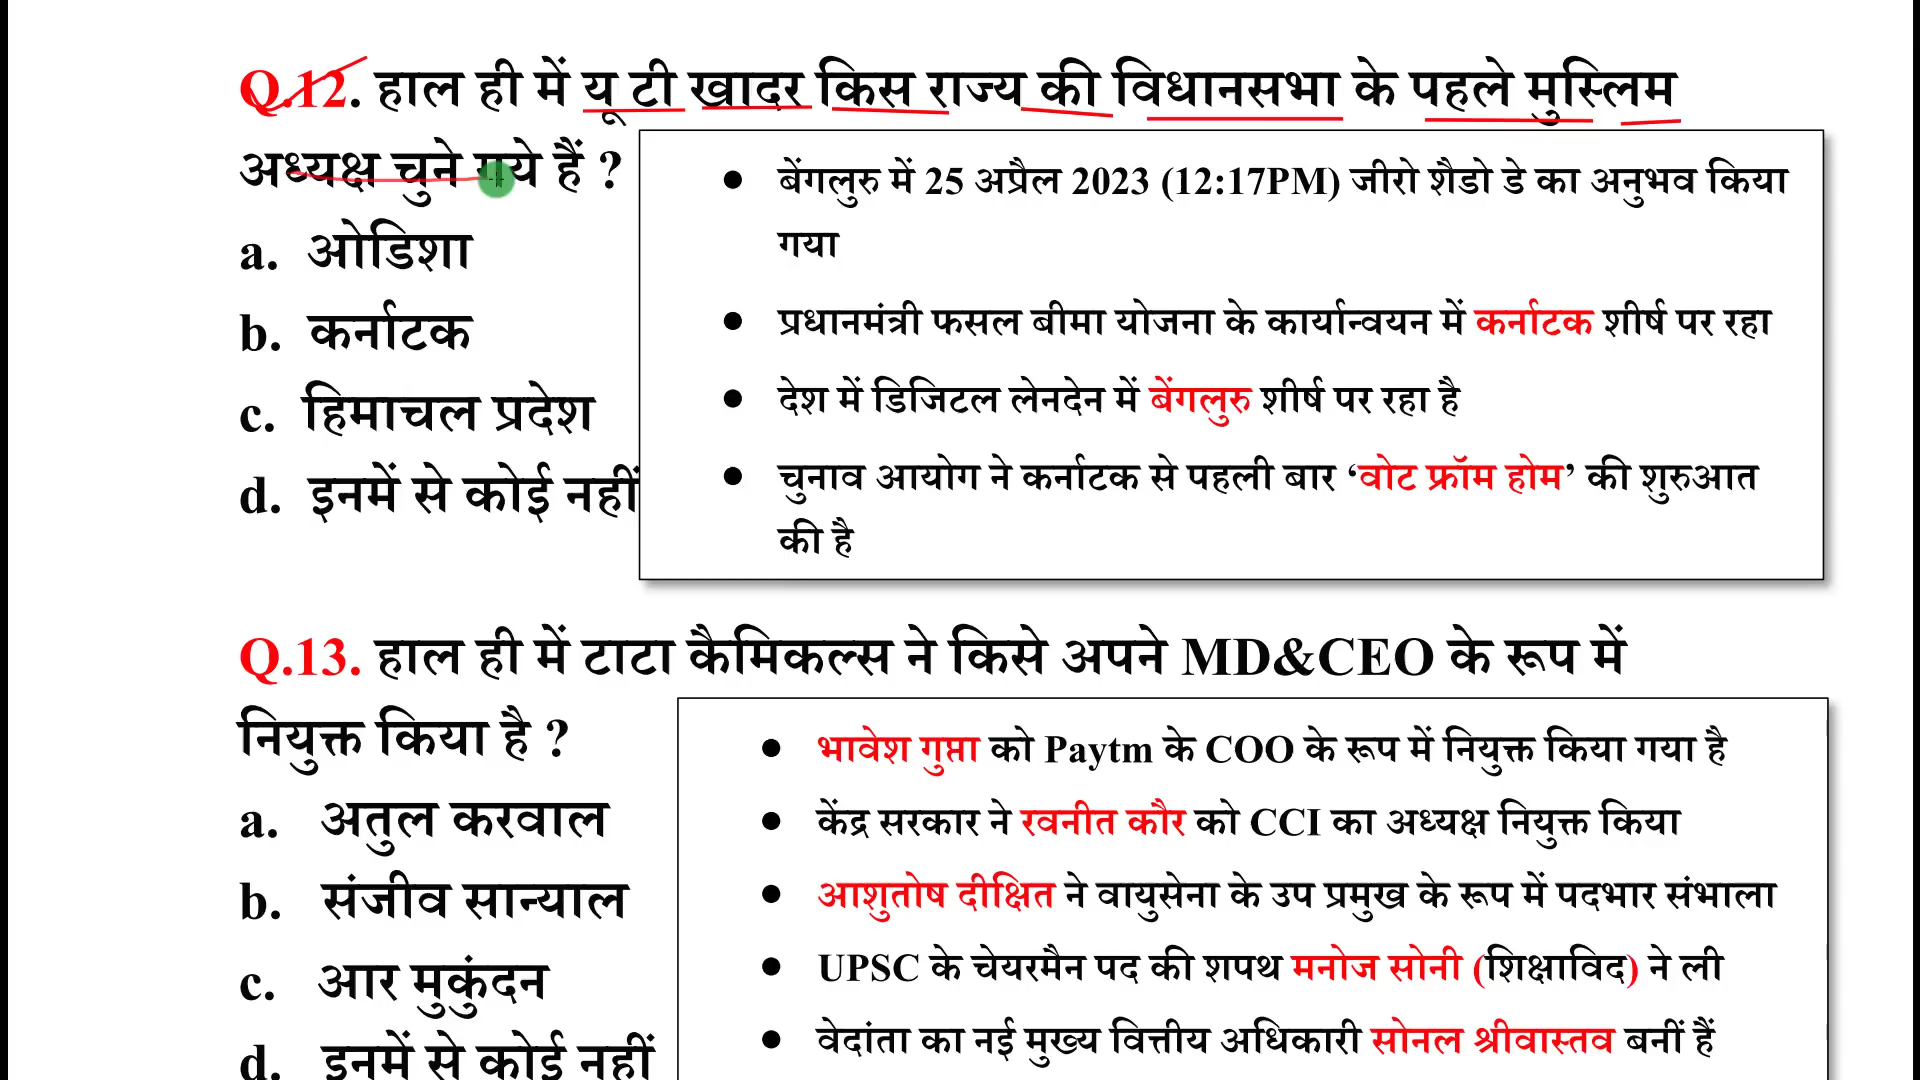 Q.12. हाल ही में यू टी खादर किस राज्य की विधानसभा के पहले मुस्लिम
अध्यक्ष चुने गये हैं ?
a. ओडिशा
b. कर्नाटक
c. हिमाचल प्रदेश
d. इनमें से कोई नहीं
● बेंगलुरु में 25 अप्रैल 2023 (12:17PM) जीरो शैडो डे का अनुभव किया
गया
● प्रधानमंत्री फसल बीमा योजना के कार्यान्वयन में कर्नाटक शीर्ष पर रहा
● देश में डिजिटल लेनदेन में बेंगलुरु शीर्ष पर रहा है
● चुनाव आयोग ने कर्नाटक से पहली बार ‘वोट फ्रॉम होम’ की शुरुआत
की है
Q.13. हाल ही में टाटा कैमिकल्स ने किसे अपने MD&CEO के रूप में
नियुक्त किया है ?
a. अतुल करवाल
b. संजीव सान्याल
c. आर मुकुंदन
d. इनमें से कोई नहीं
● भावेश गुप्ता को Paytm के COO के रूप में नियुक्त किया गया है
● केंद्र सरकार ने रवनीत कौर को CCI का अध्यक्ष नियुक्त किया
● आशुतोष दीक्षित ने वायुसेना के उप प्रमुख के रूप में पदभार संभाला
● UPSC के चेयरमैन पद की शपथ मनोज सोनी (शिक्षाविद) ने ली
● वेदांता का नई मुख्य वित्तीय अधिकारी सोनल श्रीवास्तव बनीं हैं